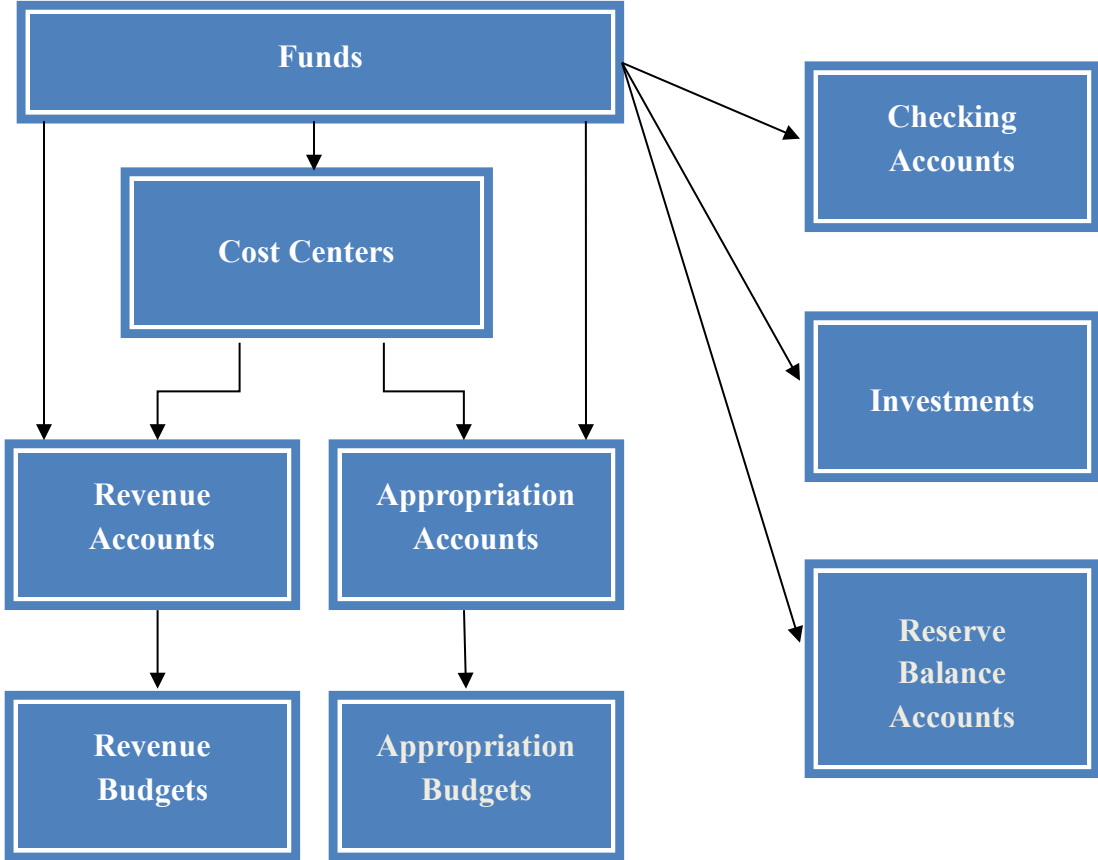 Funds
Checking
Accounts
Cost Centers
Investments
Revenue
Accounts
Appropriation
Accounts
Reserve
Balance
Accounts
Revenue
Budgets
Appropriation
Budgets